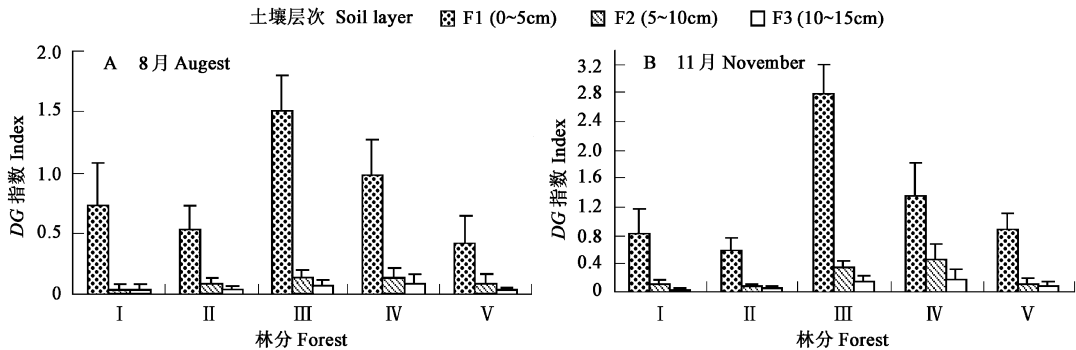 土壤层次 Soil layer F1 (0~5cm) F2 (5~10cm) F3 (10~15cm)
A 8月 Augest
DG 指数 Index
2.0
1.5
1.0
0.5
0
I II III IV V
林分 Forest
B 11月 November
DG 指数 Index
3.2
2.8
2.4
2.0
1.6
1.2
0.8
0.4
0
I II III IV V
林分 Forest